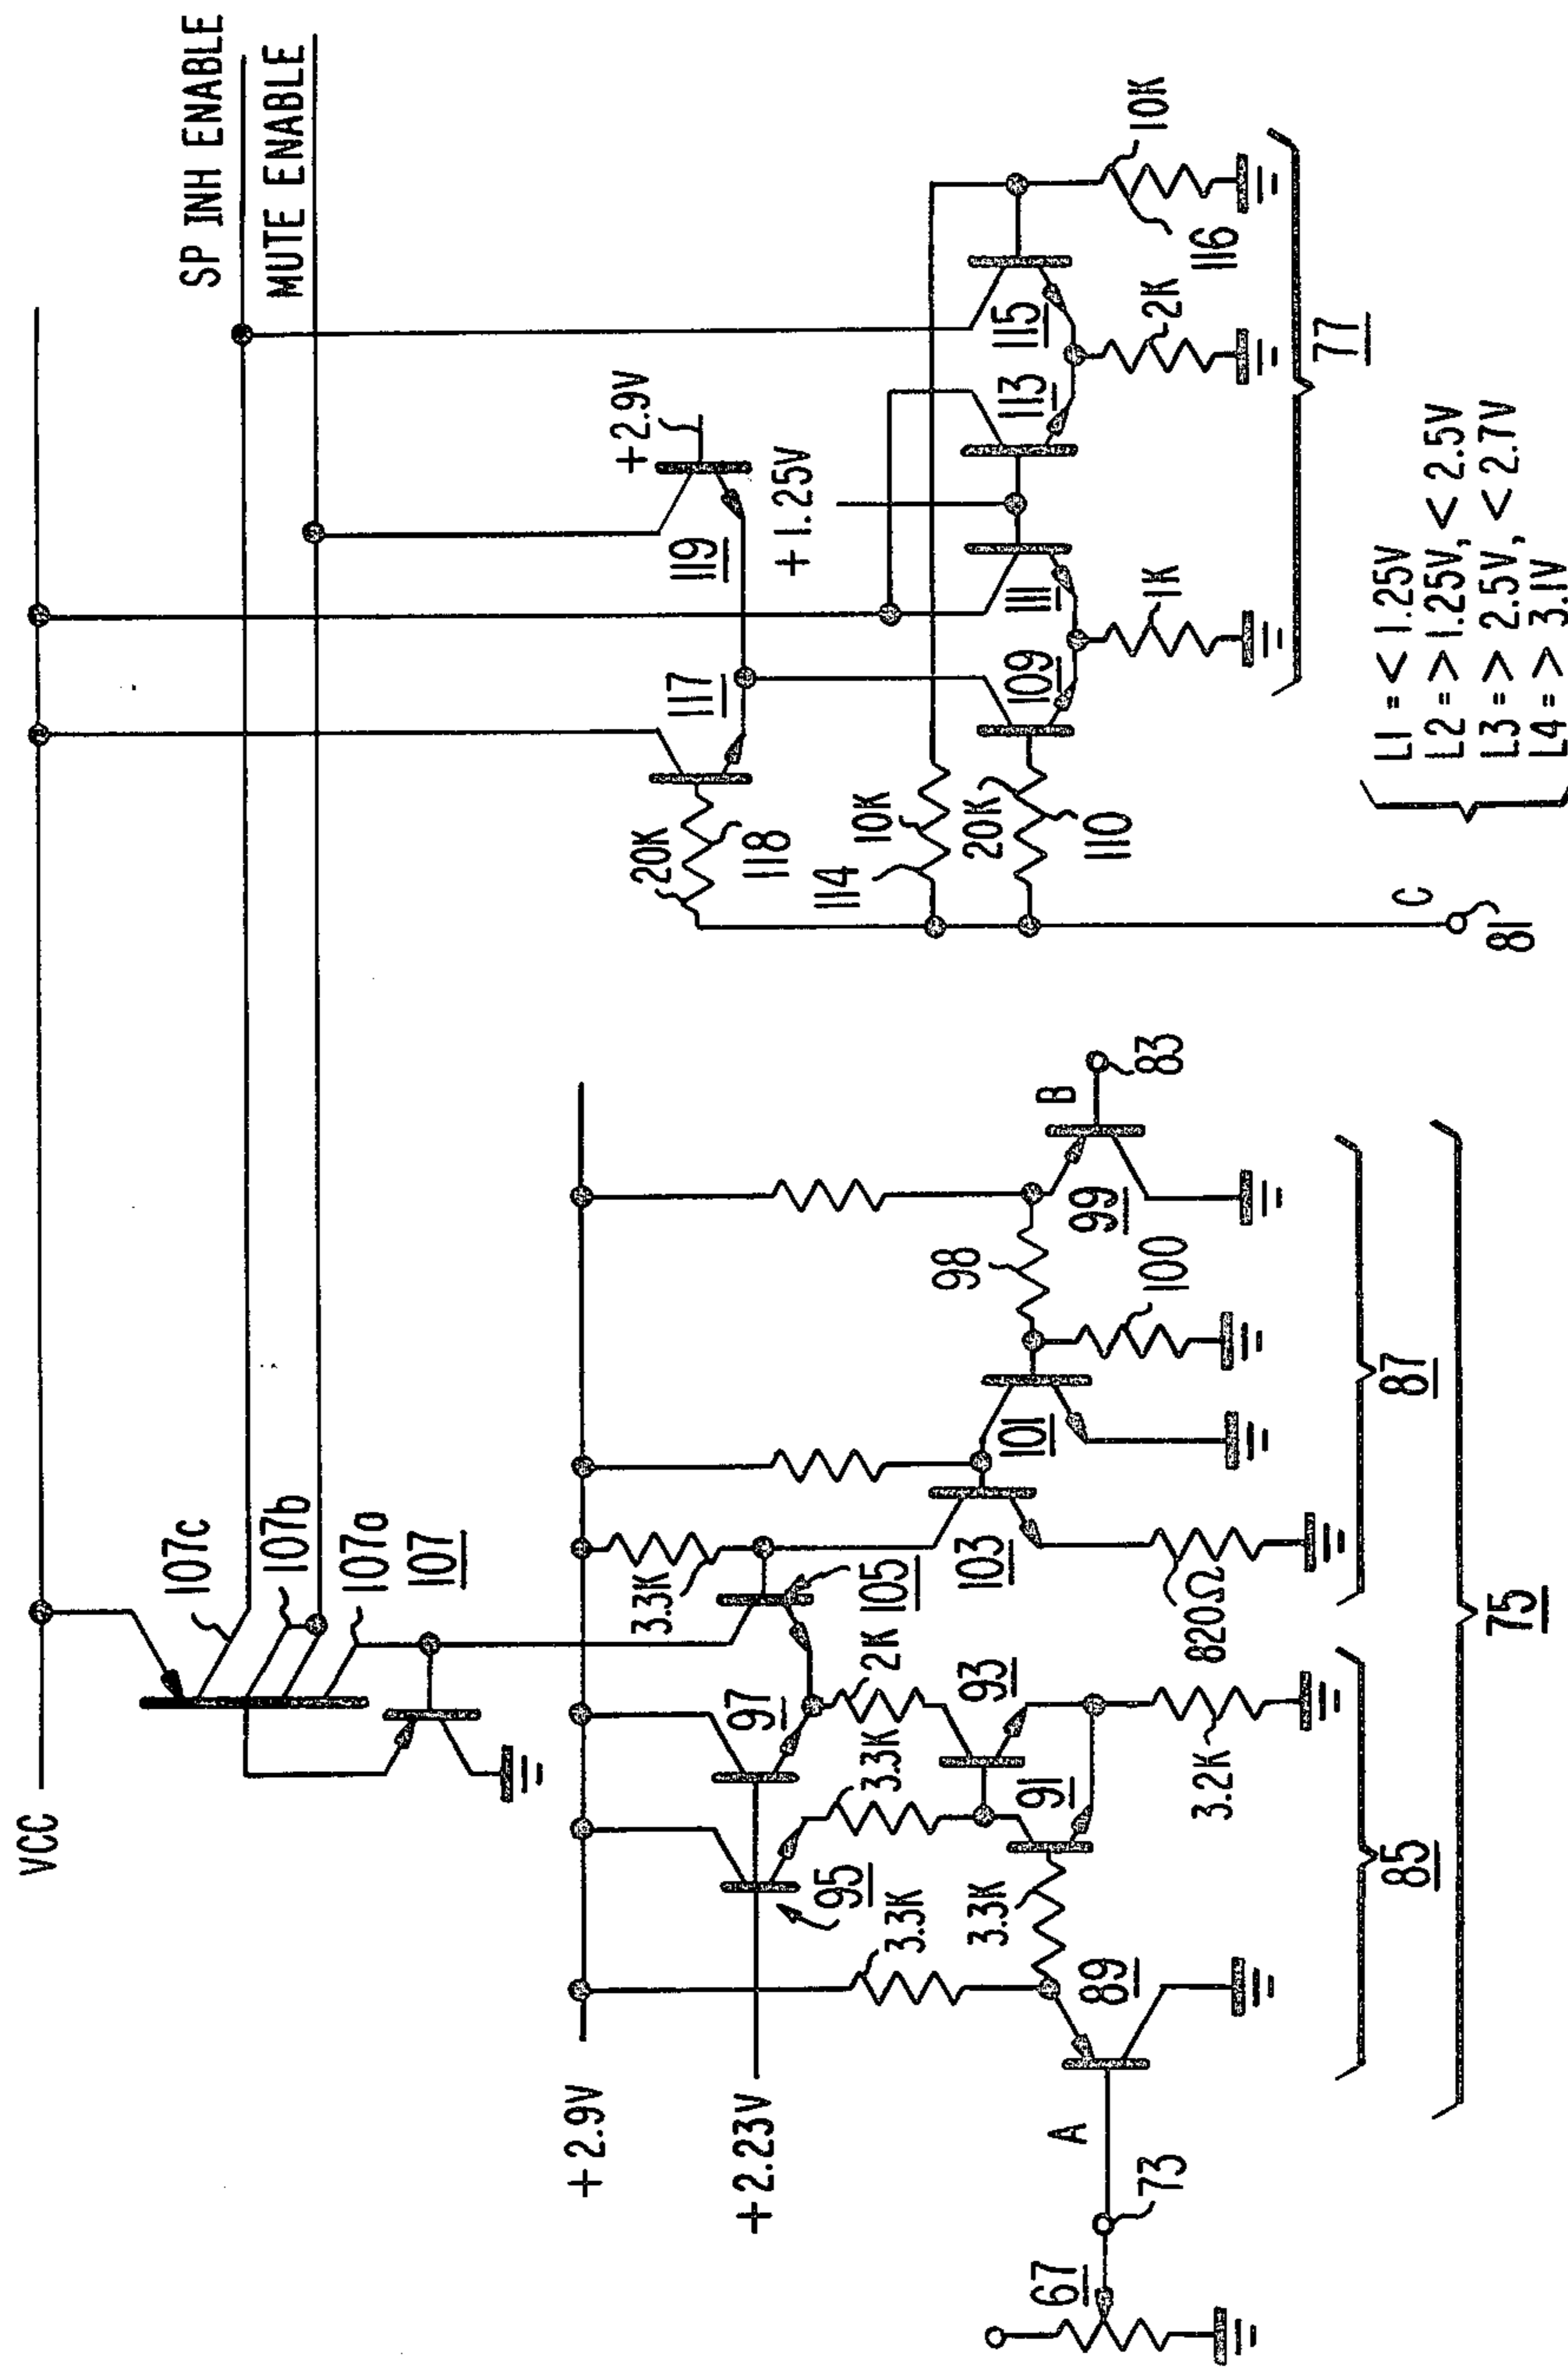 VCC
SP INH ENABLE
MUTE ENABLE
107c
107b
107a
107
+2.9V
+2.23V
3.3K
105
97
2K
95
3.3K
3.3K
3.3K
93
91
89
3.2K
A
73
67
85
103
820Ω
101
98
100
99
B
83
87
75
117
119
+2.9V
+1.25V
20K
118
114
10K
20K
110
109
111
113
115
1K
2K
116
10K
77
C
81
L1 = < 1.25V
L2 = > 1.25V, < 2.5V
L3 = > 2.5V, < 2.7V
L4 = > 3.1V